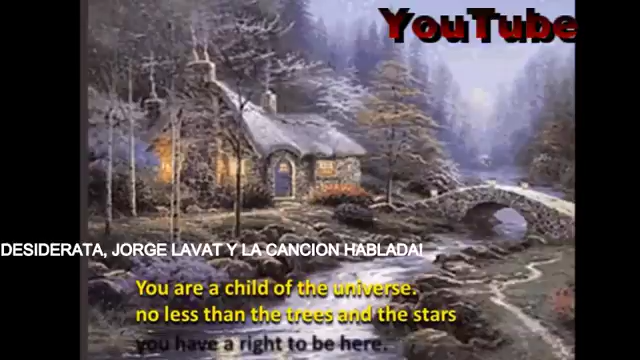 YouTube
DESIDERATA, JORGE LAVAT Y LA CANCION HABLADA!
You are a child of the universe.
no less than the trees and the stars
you have a right to be here.